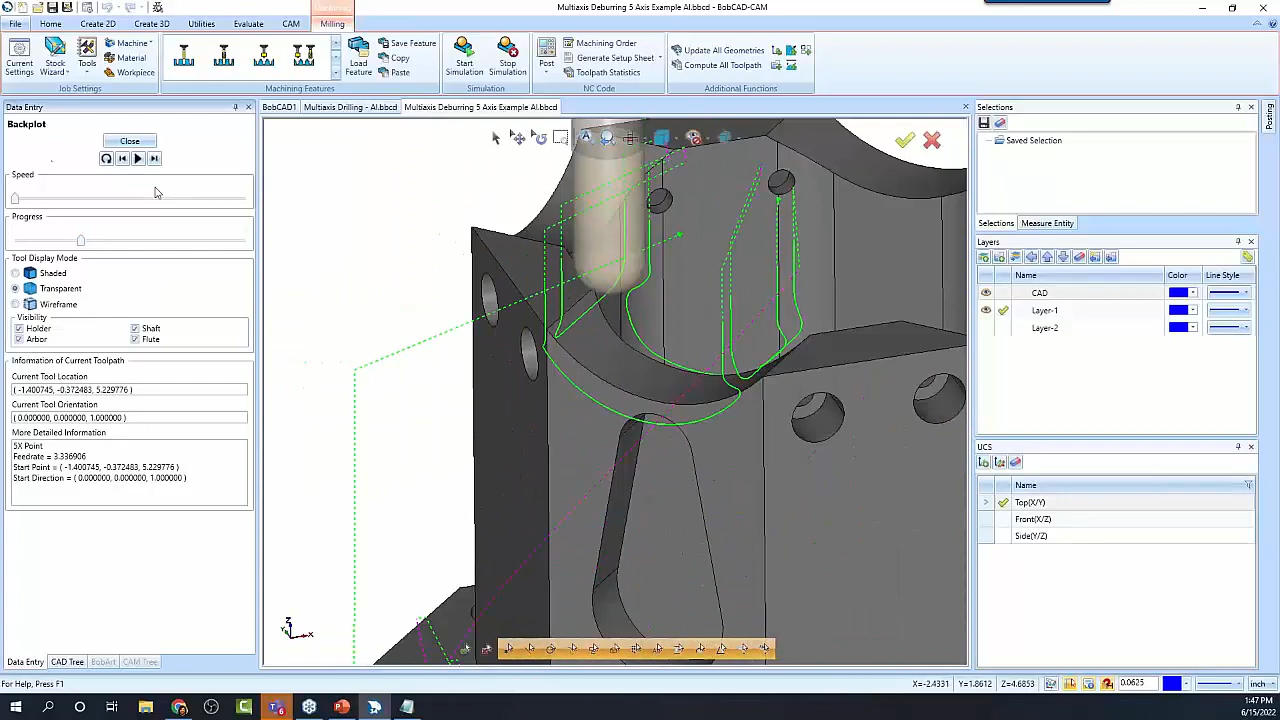 Multiaxis Deburring 5 Axis Example AI.bbcd - BobCAD-CAM
Machining
File Home Create 2D Create 3D Utilities Evaluate CAM Milling
Current Settings
Stock Wizard
Tools
Machine
Material
Workpiece
Job Settings
Load Feature
Save Feature
Copy
Paste
Machining Features
Start Simulation
Stop Simulation
Simulation
Post
Machining Order
Generate Setup Sheet
Toolpath Statistics
NC Code
Update All Geometries
Compute All Toolpath
Additional Functions
Data Entry
BobCAD1 Multiaxis Drilling - AI.bbcd Multiaxis Deburring 5 Axis Example AI.bbcd
Backplot
Close
Speed
Progress
Tool Display Mode
Shaded
Transparent
Wireframe
Visibility
Holder Shaft
Arbor Flute
Information of Current Toolpath
Current Tool Location
( -1.400745, -0.372483, 5.229776 )
Current Tool Orientation
( 0.000000, 0.000000, 1.000000 )
More Detailed Information
5X Point
Feedrate = 3.336906
Start Point = ( -1.400745, -0.372483, 5.229776 )
Start Direction = ( 0.000000, 0.000000, 1.000000 )
Z
Y
X
Selections
Saved Selection
Posting
Selections Measure Entity
Layers
Name Color Line Style
CAD
Layer-1
Layer-2
UCS
Name
Top(X/Y)
Front(X/Z)
Side(Y/Z)
Data Entry CAD Tree BobArt CAM Tree
For Help, Press F1
X=-2.4331 Y=1.8612 Z=4.6853
0.0625
inch
1:47 PM
6/15/2022